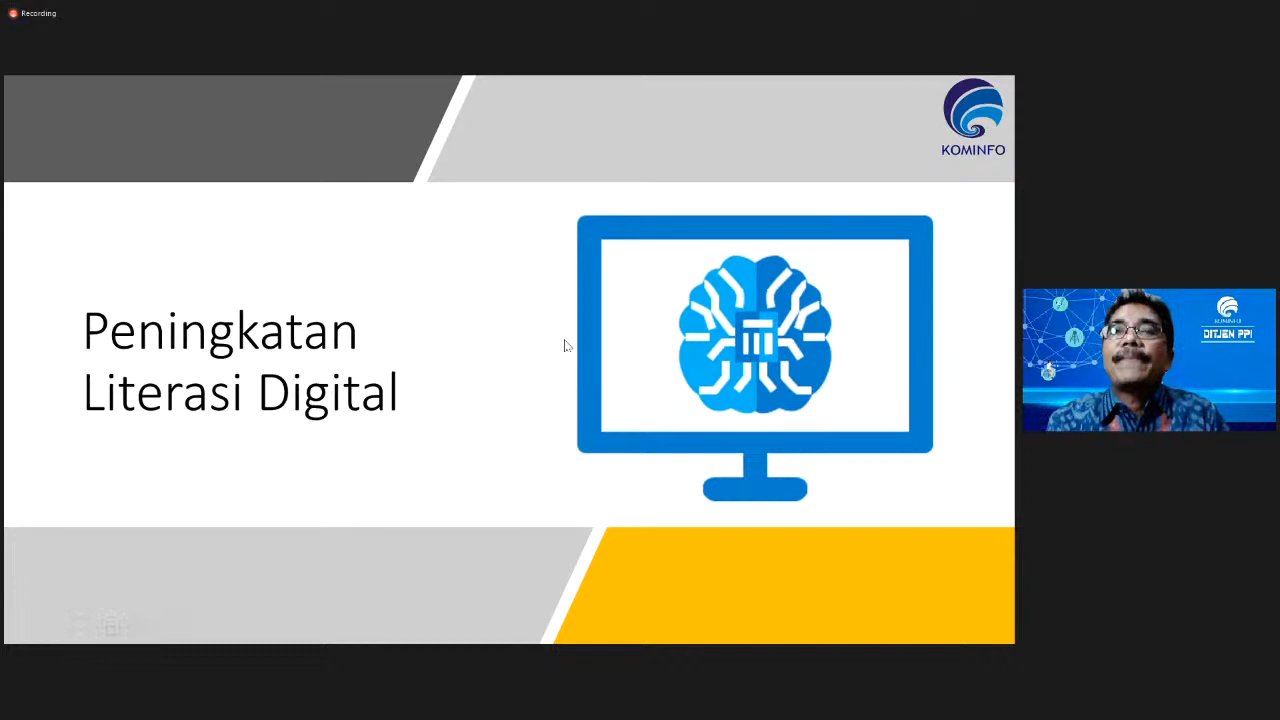 Recording
KOMINFO
Peningkatan
Literasi Digital
DITJEN PPI